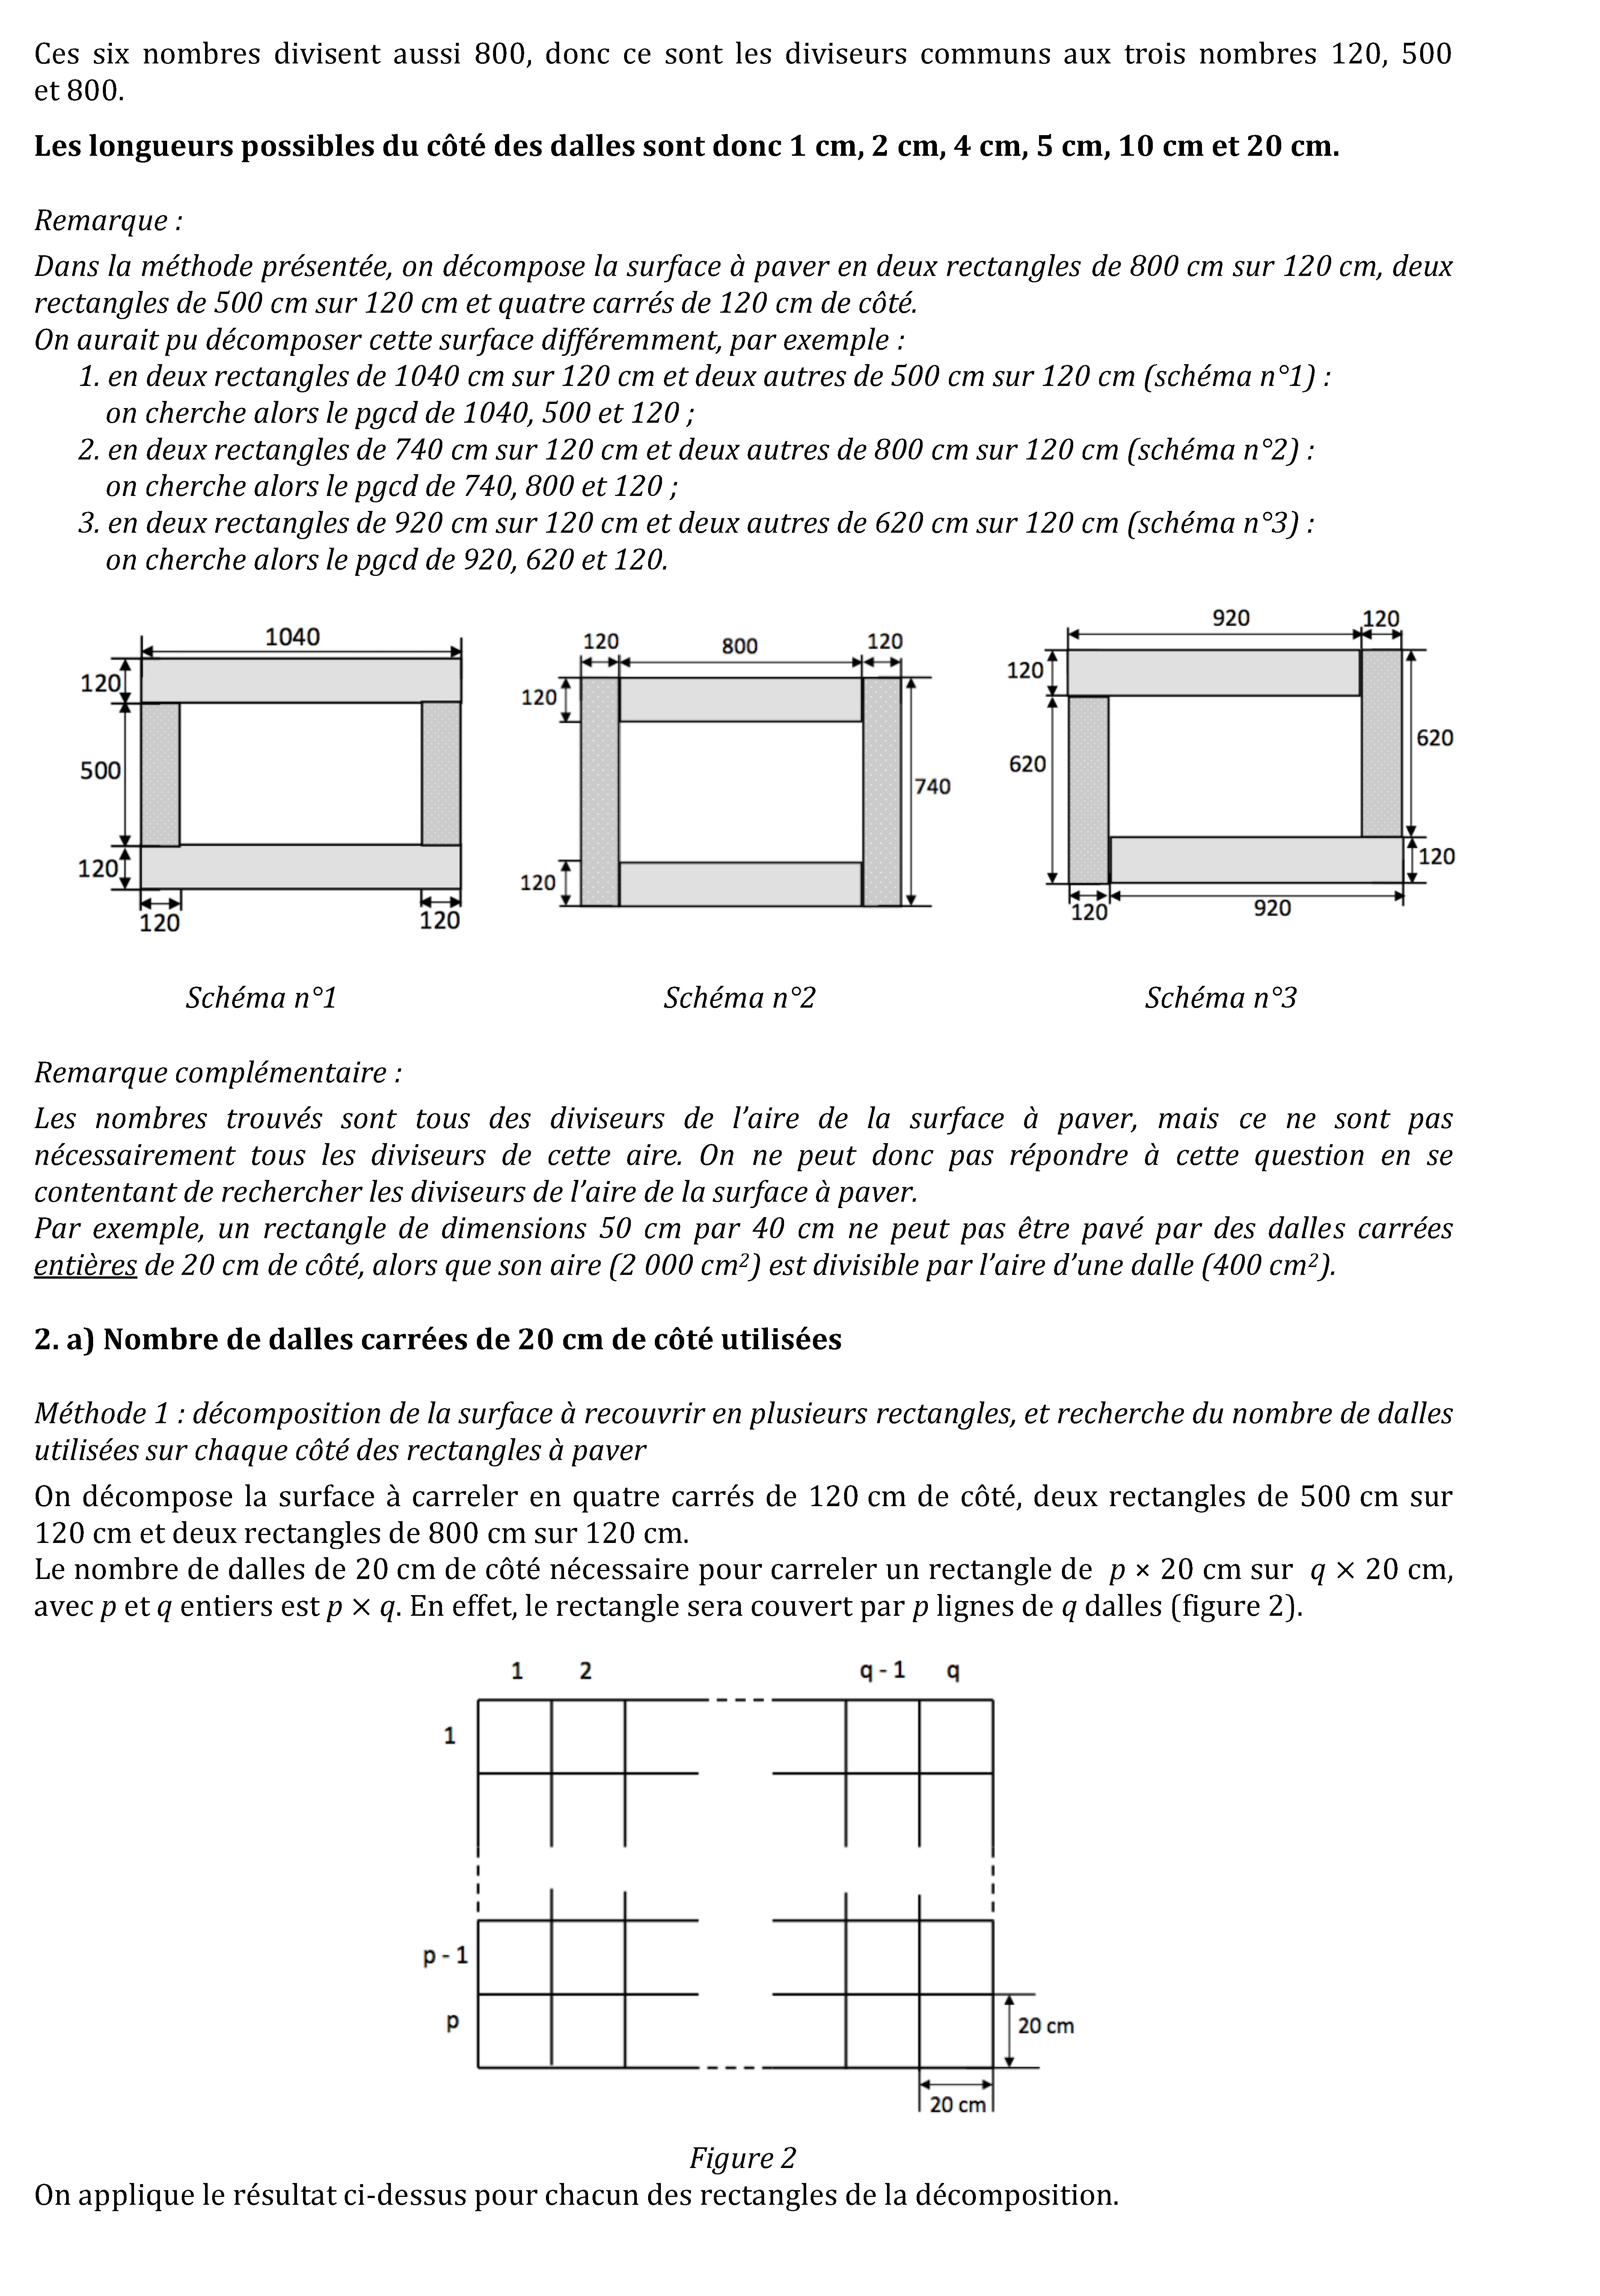 Ces six nombres divisent aussi 800, donc ce sont les diviseurs communs aux trois nombres 120, 500
et 800.
Les longueurs possibles du côté des dalles sont donc 1 cm, 2 cm, 4 cm, 5 cm, 10 cm et 20 cm.
Remarque :
Dans la méthode présentée, on décompose la surface à paver en deux rectangles de 800 cm sur 120 cm, deux
rectangles de 500 cm sur 120 cm et quatre carrés de 120 cm de côté.
On aurait pu décomposer cette surface différemment, par exemple :
1. en deux rectangles de 1040 cm sur 120 cm et deux autres de 500 cm sur 120 cm (schéma n°1) :
on cherche alors le pgcd de 1040, 500 et 120 ;
2. en deux rectangles de 740 cm sur 120 cm et deux autres de 800 cm sur 120 cm (schéma n°2) :
on cherche alors le pgcd de 740, 800 et 120 ;
3. en deux rectangles de 920 cm sur 120 cm et deux autres de 620 cm sur 120 cm (schéma n°3) :
on cherche alors le pgcd de 920, 620 et 120.
1040
120
500
120
120
120
120
800
120
120
740
120
920
120
120
620
620
120
120
920
Schéma n°1
Schéma n°2
Schéma n°3
Remarque complémentaire :
Les nombres trouvés sont tous des diviseurs de l’aire de la surface à paver, mais ce ne sont pas
nécessairement tous les diviseurs de cette aire. On ne peut donc pas répondre à cette question en se
contentant de rechercher les diviseurs de l’aire de la surface à paver.
Par exemple, un rectangle de dimensions 50 cm par 40 cm ne peut pas être pavé par des dalles carrées
entières de 20 cm de côté, alors que son aire (2 000 cm²) est divisible par l’aire d’une dalle (400 cm²).
2. a) Nombre de dalles carrées de 20 cm de côté utilisées
Méthode 1 : décomposition de la surface à recouvrir en plusieurs rectangles, et recherche du nombre de dalles
utilisées sur chaque côté des rectangles à paver
On décompose la surface à carreler en quatre carrés de 120 cm de côté, deux rectangles de 500 cm sur
120 cm et deux rectangles de 800 cm sur 120 cm.
Le nombre de dalles de 20 cm de côté nécessaire pour carreler un rectangle de p × 20 cm sur q × 20 cm,
avec p et q entiers est p × q. En effet, le rectangle sera couvert par p lignes de q dalles (figure 2).
1
2
q - 1
q
1
p - 1
p
20 cm
20 cm
Figure 2
On applique le résultat ci-dessus pour chacun des rectangles de la décomposition.